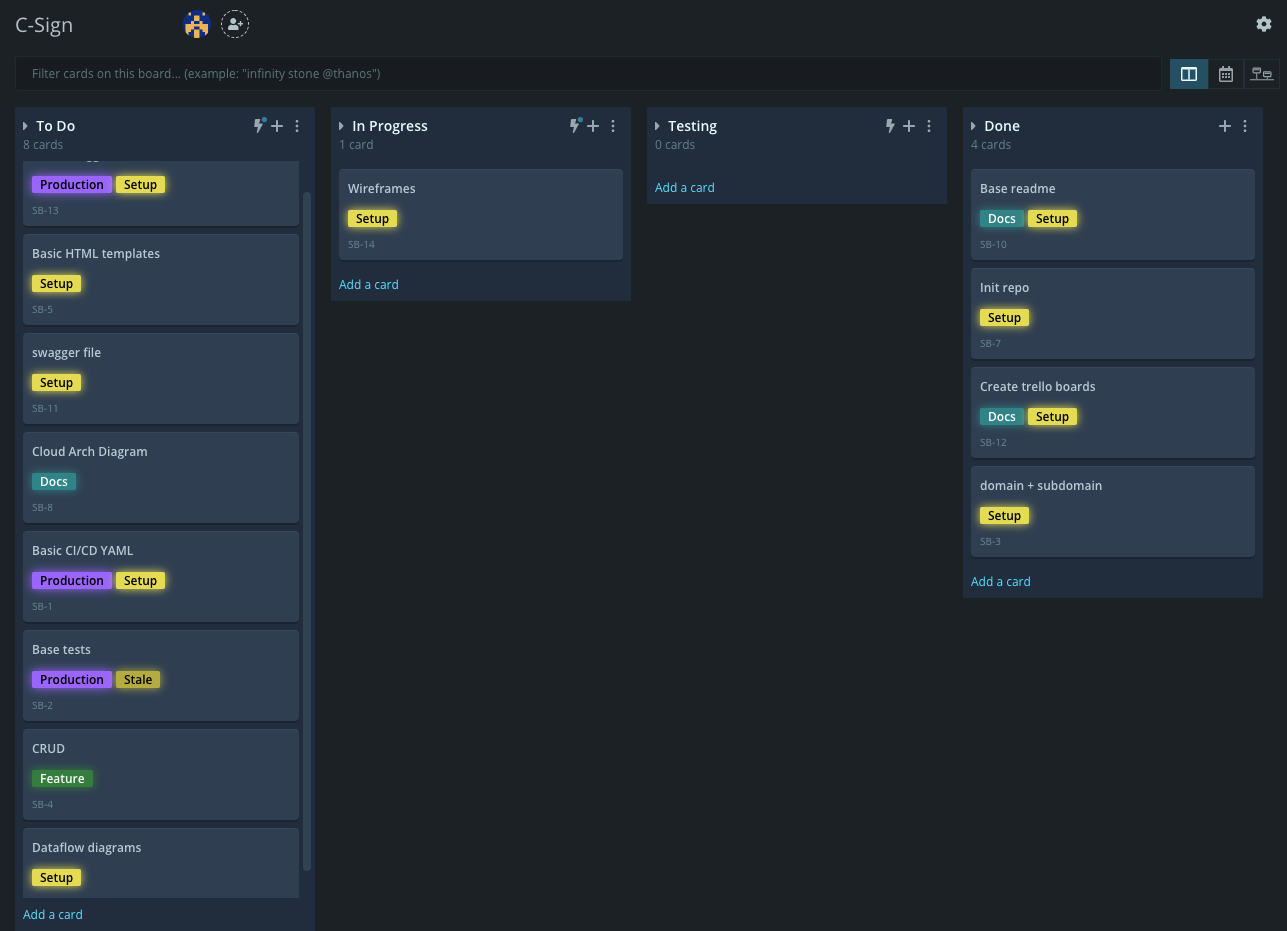 C-Sign
Filter cards on this board... (example: "infinity stone @thanos")
To Do
8 cards
Production Setup
SB-13
Basic HTML templates
Setup
SB-5
swagger file
Setup
SB-11
Cloud Arch Diagram
Docs
SB-8
Basic CI/CD YAML
Production Setup
SB-1
Base tests
Production Stale
SB-2
CRUD
Feature
SB-4
Dataflow diagrams
Setup
Add a card
In Progress
1 card
Wireframes
Setup
SB-14
Add a card
Testing
0 cards
Add a card
Done
4 cards
Base readme
Docs Setup
SB-10
Init repo
Setup
SB-7
Create trello boards
Docs Setup
SB-12
domain + subdomain
Setup
SB-3
Add a card